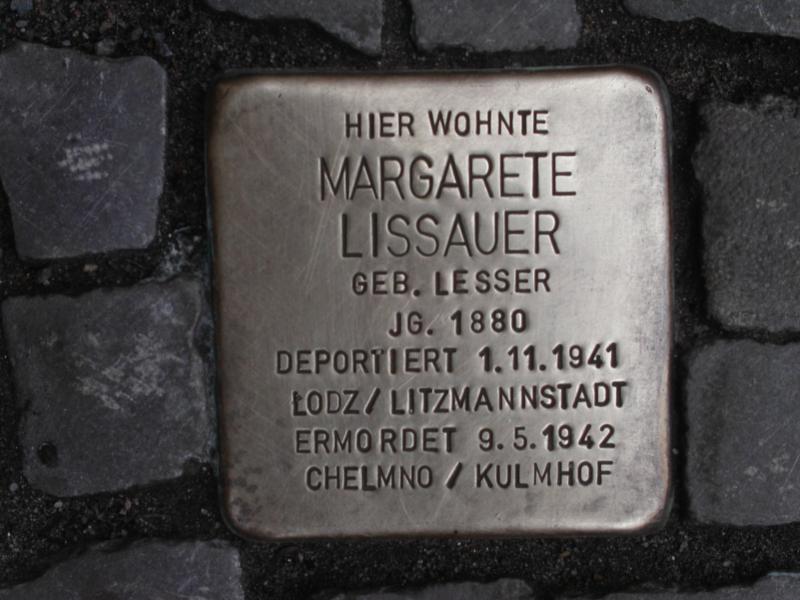 HIER WOHNTE
MARGARETE
LISSAUER
GEB. LESSER
JG. 1880
DEPORTIERT 1.11.1941
ŁODZ / LITZMANNSTADT
ERMORDET 9.5.1942
CHELMNO / KULMHOF